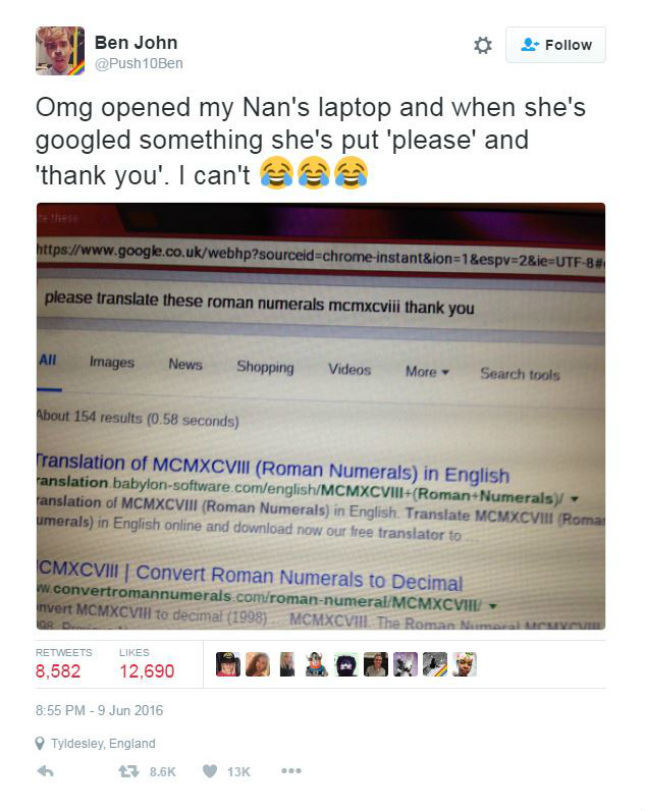 Ben John
@Push10Ben
Follow
Omg opened my Nan's laptop and when she's
googled something she's put 'please' and
'thank you'. I can't 😂😂😂
these
https://www.google.co.uk/webhp?sourceid=chrome-instant&ion=1&espv=2&ie=UTF-8#
please translate these roman numerals mcmxcviii thank you
All Images News Shopping Videos More Search tools
About 154 results (0.58 seconds)
Translation of MCMXCVIII (Roman Numerals) in English
ranslation.babylon-software.com/english/MCMXCVIII+(Roman+Numerals)/
ranslation of MCMXCVIII (Roman Numerals) in English. Translate MCMXCVIII (Roma
umerals) in English online and download now our free translator to
CMXCVIII | Convert Roman Numerals to Decimal
w.convertromannumerals.com/roman-numeral/MCMXCVIII/
nvert MCMXCVIII to decimal (1998) MCMXCVIII. The Roman Numeral MCMXCVIII
RETWEETS LIKES
8,582 12,690
8:55 PM - 9 Jun 2016
Tyldesley, England
8.6K 13K